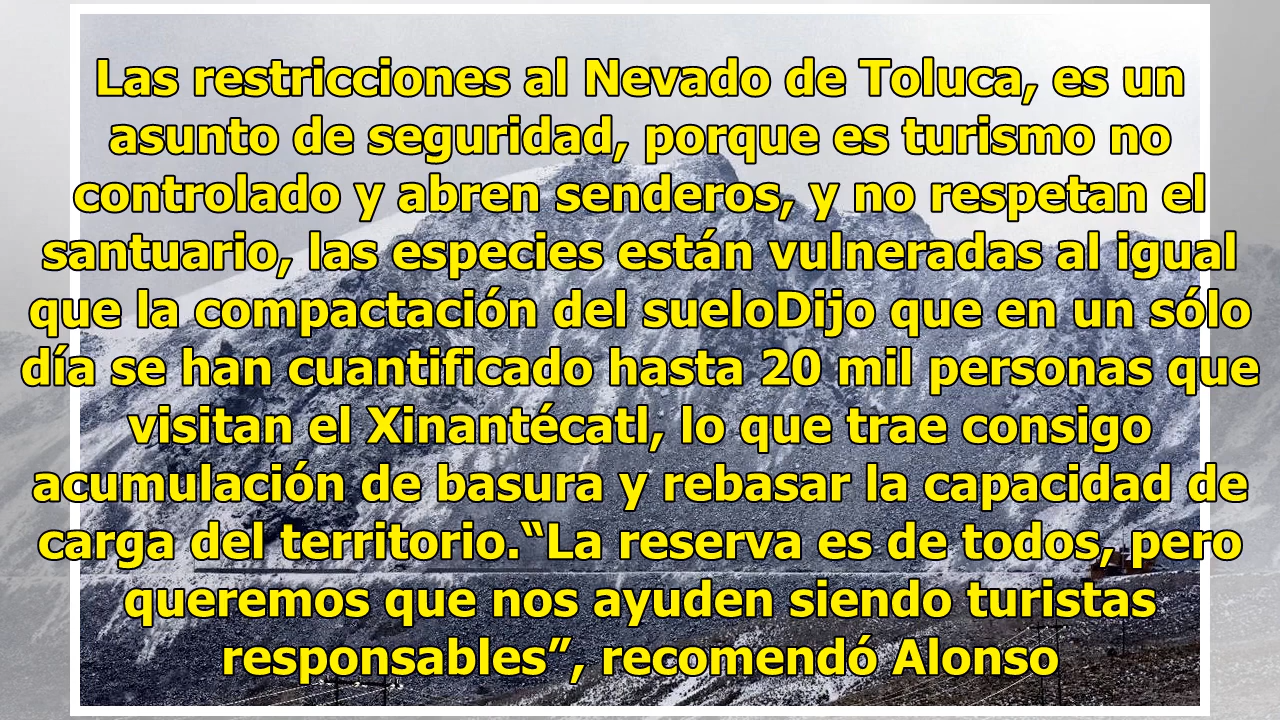 Las restricciones al Nevado de Toluca, es un
asunto de seguridad, porque es turismo no
controlado y abren senderos, y no respetan el
santuario, las especies están vulneradas al igual
que la compactación del sueloDijo que en un sólo
día se han cuantificado hasta 20 mil personas que
visitan el Xinantécatl, lo que trae consigo
acumulación de basura y rebasar la capacidad de
carga del territorio.“La reserva es de todos, pero
queremos que nos ayuden siendo turistas
responsables”, recomendó Alonso